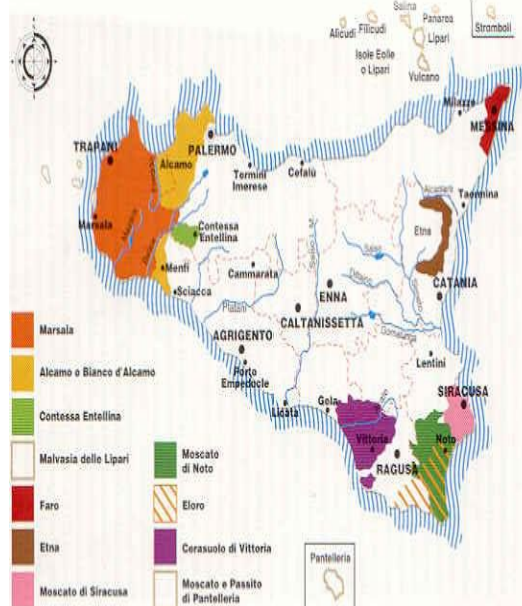 Salina
Panarea
Stromboli
Alicudi
Filicudi
Lipari
Isole Eolie
o Lipari
Vulcano
Milazzo
MESSINA
TRAPANI
PALERMO
Alcamo
Termini
Imerese
Cefalù
Taormina
Alcantara
Marsala
Contessa
Entellina
Etna
Menfi
Cammarata
Salso
ENNA
CATANIA
Sciacca
Platani
CALTANISSETTA
AGRIGENTO
Lentini
Porto
Empedocle
SIRACUSA
Licata
Gela
Vittoria
Noto
RAGUSA
Marsala
Alcamo o Bianco d'Alcamo
Contessa Entellina
Malvasia delle Lipari
Faro
Etna
Moscato di Siracusa
Moscato
di Noto
Eloro
Cerasuolo di Vittoria
Moscato e Passito
di Pantelleria
Pantelleria